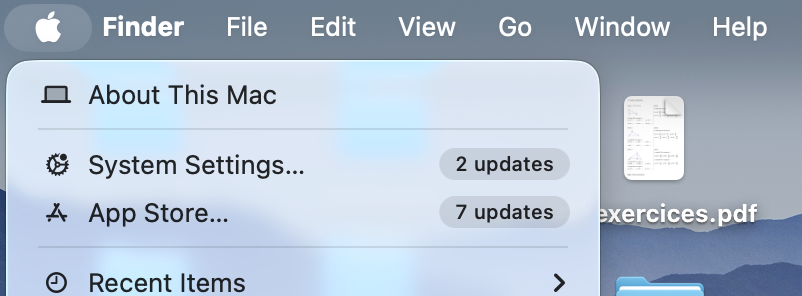 Finder File Edit View Go Window Help
About This Mac
System Settings...
2 updates
App Store...
7 updates
exercices.pdf
Recent Items